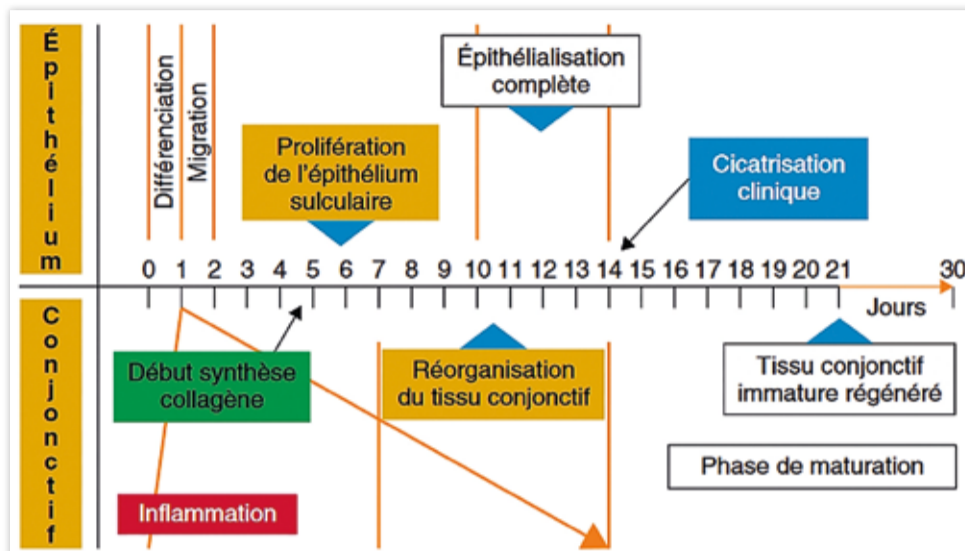 Épithélium
Différenciation
Migration
Prolifération
de l'épithélium
sulculaire
Épithélialisation
complète
Cicatrisation
clinique
0 1 2 3 4 5 6 7 8 9 10 11 12 13 14 15 17 18 19 20 21 30
Jours
Conjonctif
Début synthèse
collagène
Réorganisation
du tissu conjonctif
Tissu conjonctif
immature régénéré
Phase de maturation
Inflammation